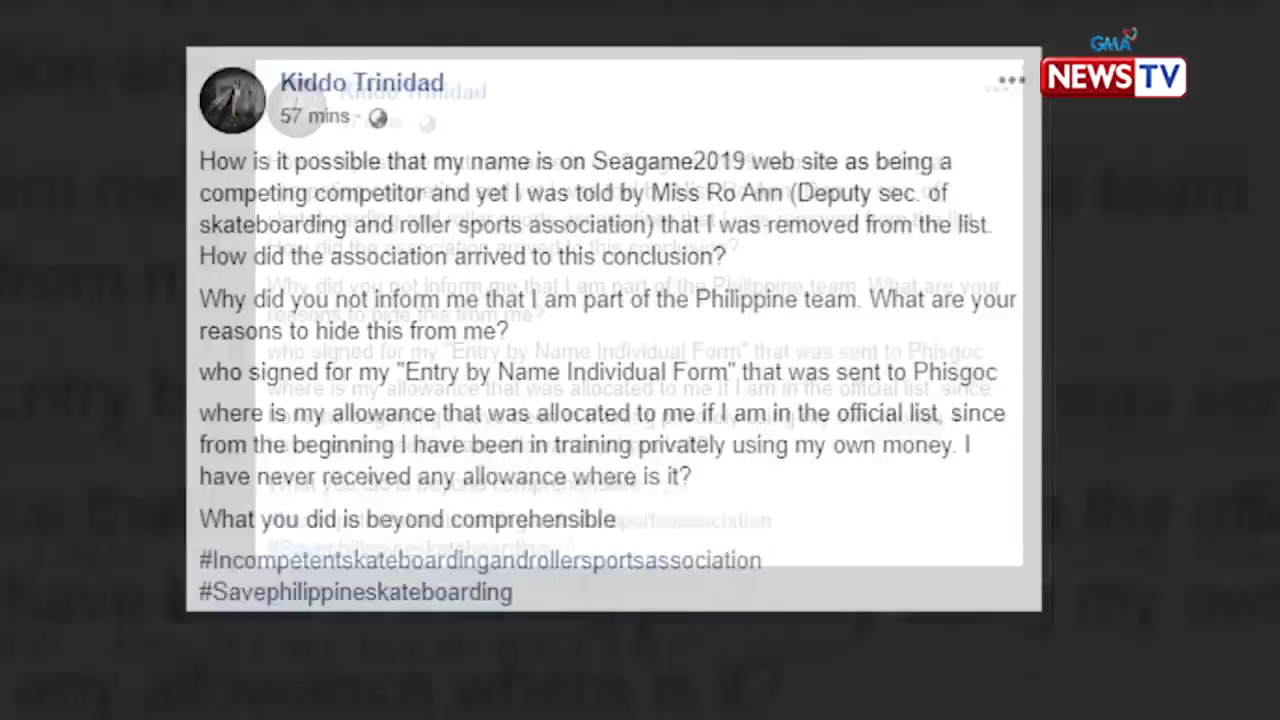 GMA
NEWS TV
Kiddo Trinidad
57 mins ·
How is it possible that my name is on Seagame2019 web site as being a
competing competitor and yet I was told by Miss Ro Ann (Deputy sec. of
skateboarding and roller sports association) that I was removed from the list.
How did the association arrived to this conclusion?
Why did you not inform me that I am part of the Philippine team. What are your
reasons to hide this from me?
who signed for my "Entry by Name Individual Form" that was sent to Phisgoc
where is my allowance that was allocated to me if I am in the official list, since
from the beginning I have been in training privately using my own money. I
have never received any allowance where is it?
What you did is beyond comprehensible
#Incompetentskateboardingandrollersportsassociation
#Savephilippineskateboarding